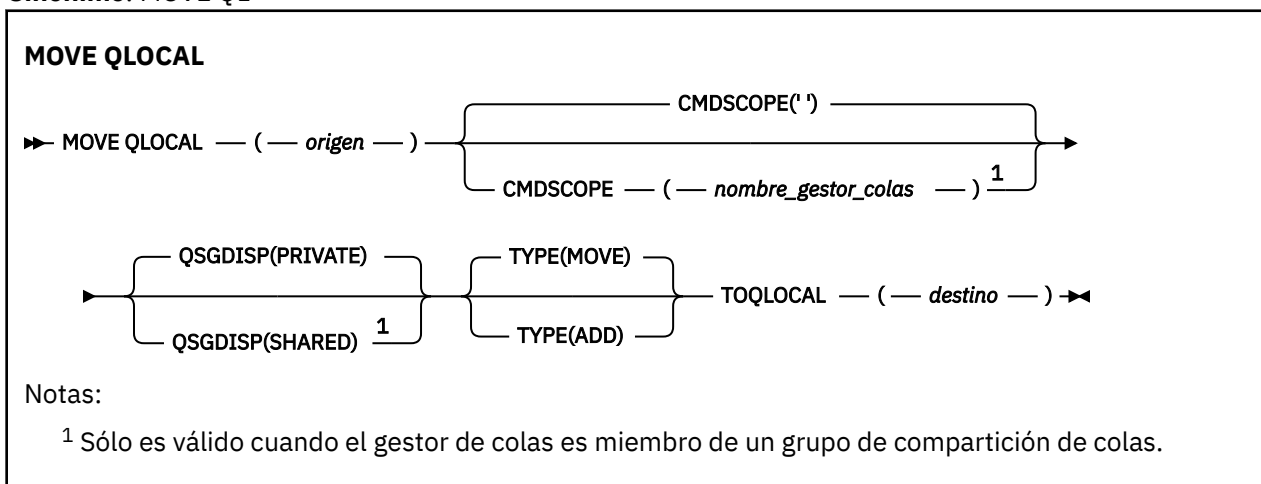 MOVE QLOCAL
CMDSCOPE(' ')
MOVE QLOCAL ( origen )
CMDSCOPE ( nombre_gestor_colas ) 1
QSGDISP(PRIVATE) TYPE(MOVE)
TOQLOCAL ( destino )
QSGDISP(SHARED) 1 TYPE(ADD)
Notas:
1 Sólo es válido cuando el gestor de colas es miembro de un grupo de compartición de colas.